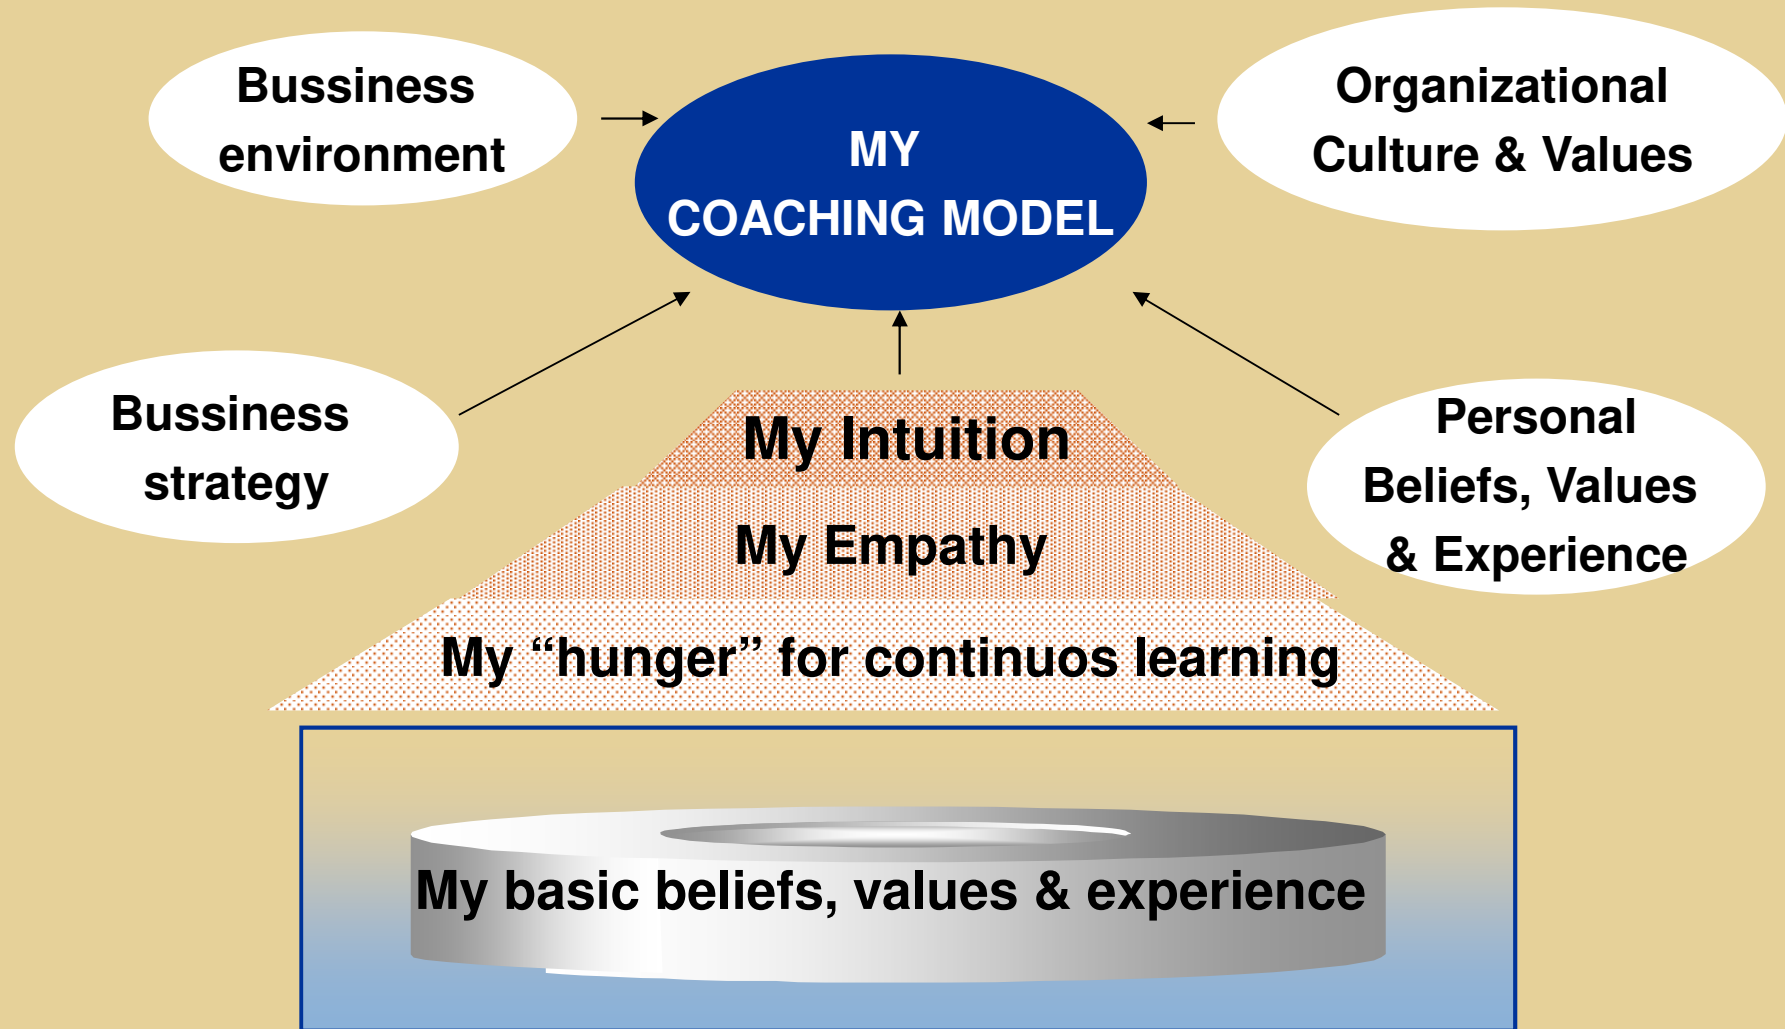 Bussiness
environment
MY
COACHING MODEL
Organizational
Culture & Values
Bussiness
strategy
Personal
Beliefs, Values
& Experience
My Intuition
My Empathy
My “hunger” for continuos learning
My basic beliefs, values & experience